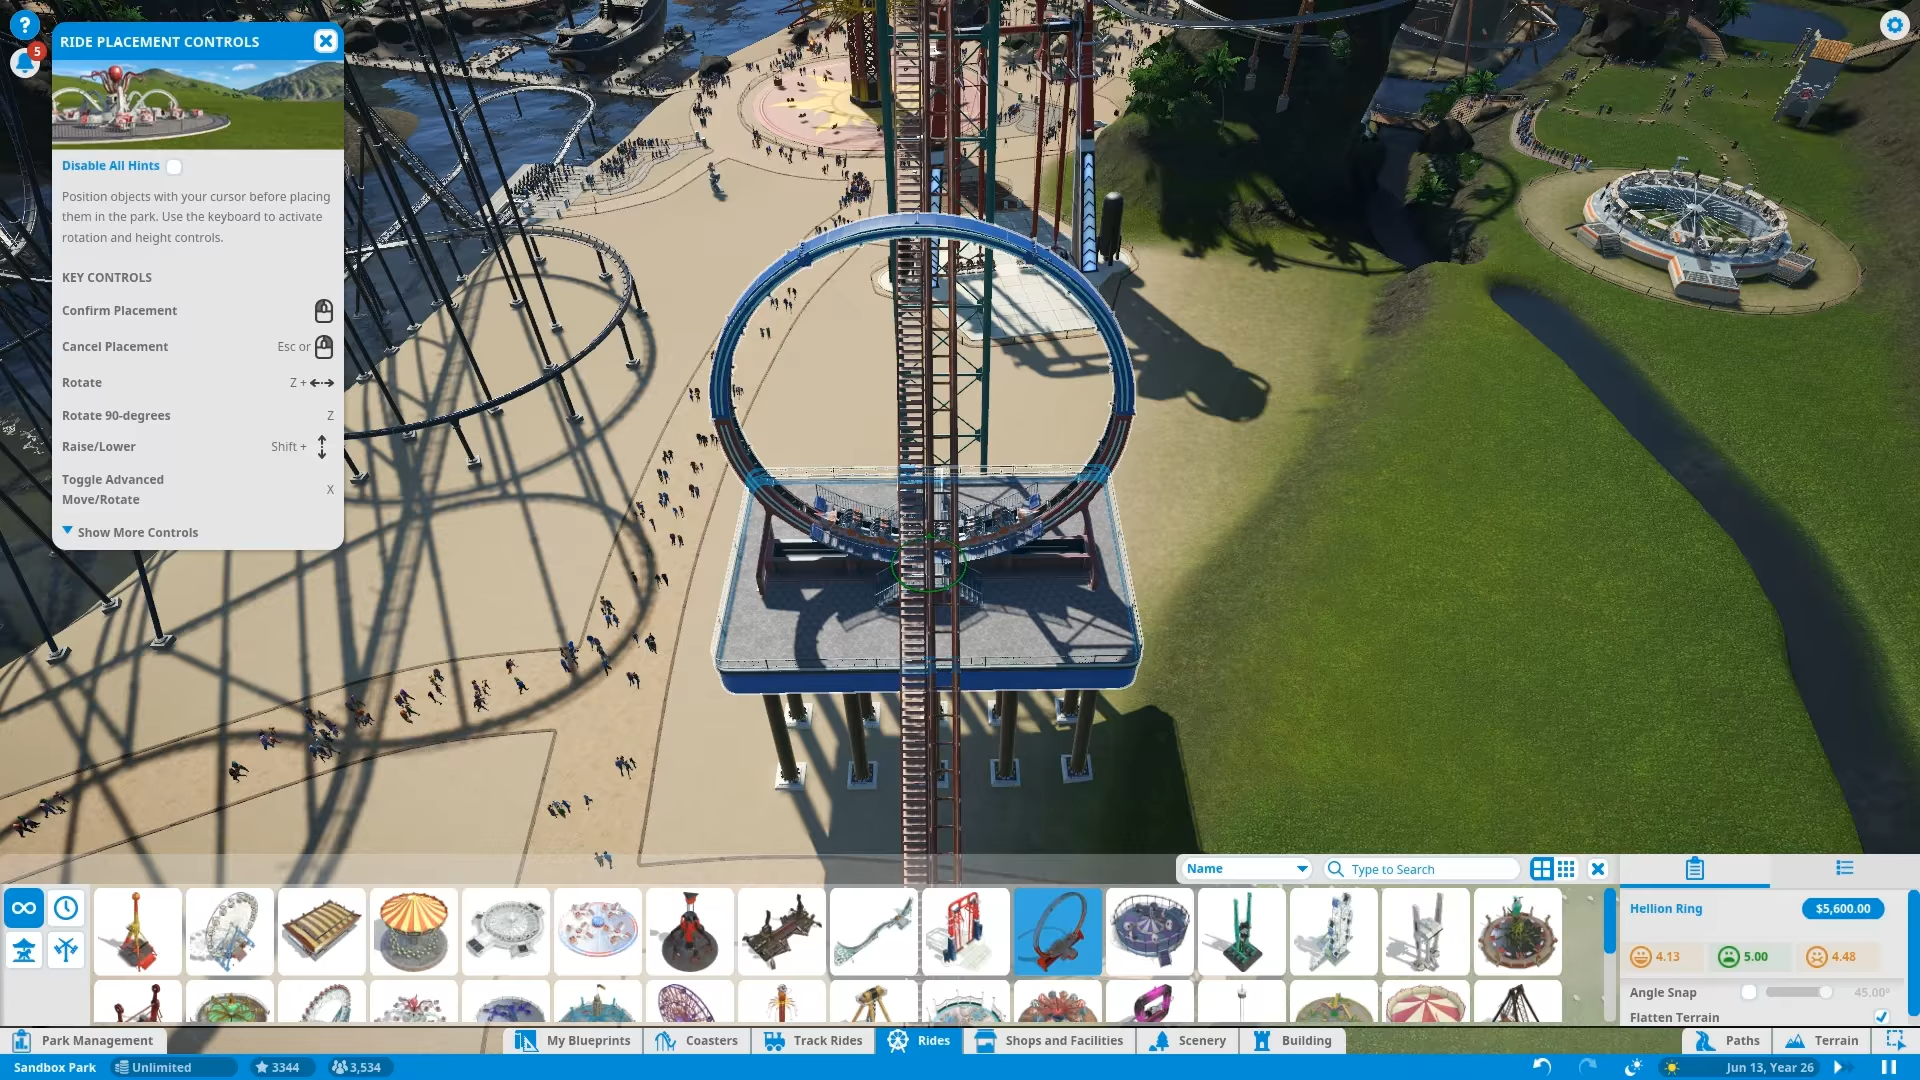 ?
5
RIDE PLACEMENT CONTROLS
Disable All Hints
Position objects with your cursor before placing
them in the park. Use the keyboard to activate
rotation and height controls.
KEY CONTROLS
Confirm Placement
Cancel Placement Esc or
Rotate Z +
Rotate 90-degrees Z
Raise/Lower Shift +
Toggle Advanced
Move/Rotate X
Show More Controls
Name
Type to Search
Hellion Ring $5,600.00
4.13 5.00 4.48
Angle Snap 45.00°
Flatten Terrain
Park Management My Blueprints Coasters Track Rides Rides Shops and Facilities Scenery Building Paths Terrain
Sandbox Park Unlimited 3344 3,534 Jun 13, Year 26